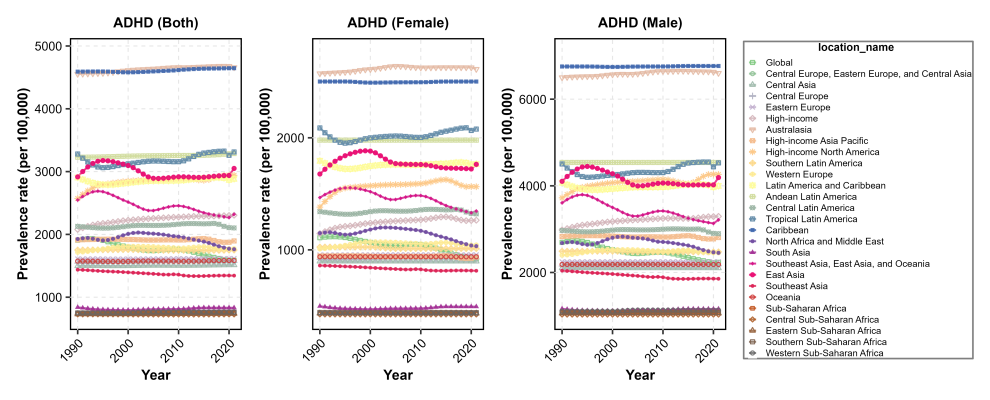 ADHD (Both)
ADHD (Female)
ADHD (Male)
location_name
Global
Central Europe, Eastern Europe, and Central Asia
Central Asia
Central Europe
Eastern Europe
High-income
Australasia
High-income Asia Pacific
High-income North America
Southern Latin America
Western Europe
Latin America and Caribbean
Andean Latin America
Central Latin America
Tropical Latin America
Caribbean
North Africa and Middle East
South Asia
Southeast Asia, East Asia, and Oceania
East Asia
Southeast Asia
Oceania
Sub-Saharan Africa
Central Sub-Saharan Africa
Eastern Sub-Saharan Africa
Southern Sub-Saharan Africa
Western Sub-Saharan Africa
Prevalence rate (per 100,000)
5000
4000
3000
2000
1000
1990
2000
2010
2020
Year
Prevalence rate (per 100,000)
2000
1000
1990
2000
2010
2020
Year
Prevalence rate (per 100,000)
6000
4000
2000
1990
2000
2010
2020
Year